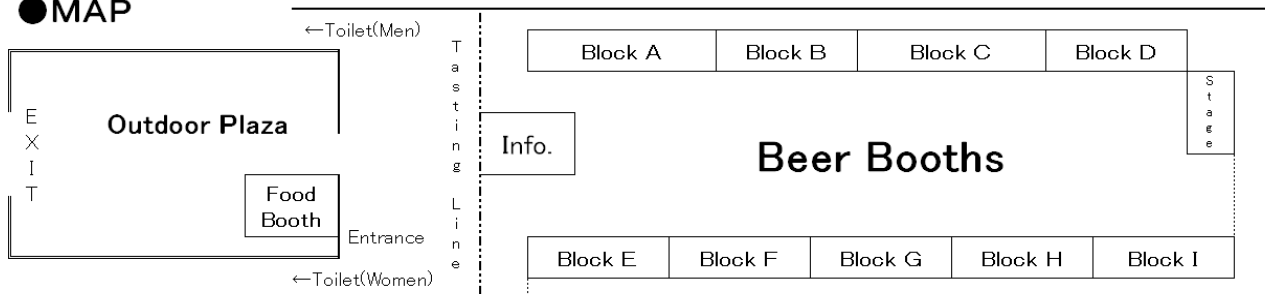 ●MAP
←Toilet(Men)
EXIT
Outdoor Plaza
Food
Booth
Entrance
←Toilet(Women)
Tasting Line
Info.
Block A
Block B
Block C
Block D
Stage
Beer Booths
Block E
Block F
Block G
Block H
Block I